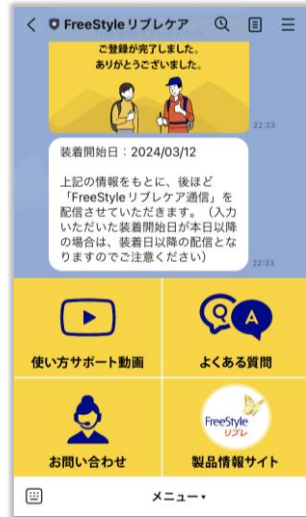 FreeStyleリブレケア
ご登録が完了しました。
ありがとうございました。
22:33
装着開始日：2024/03/12
上記の情報をもとに、後ほど
「FreeStyleリブレケア通信」を
配信させていただきます。（入力
いただいた装着開始日が本日以降
の場合は、装着日以降の配信とな
りますのでご注意ください）
22:33
使い方サポート動画
Q
A
よくある質問
お問い合わせ
FreeStyle
リブレ
製品情報サイト
メニュー▾